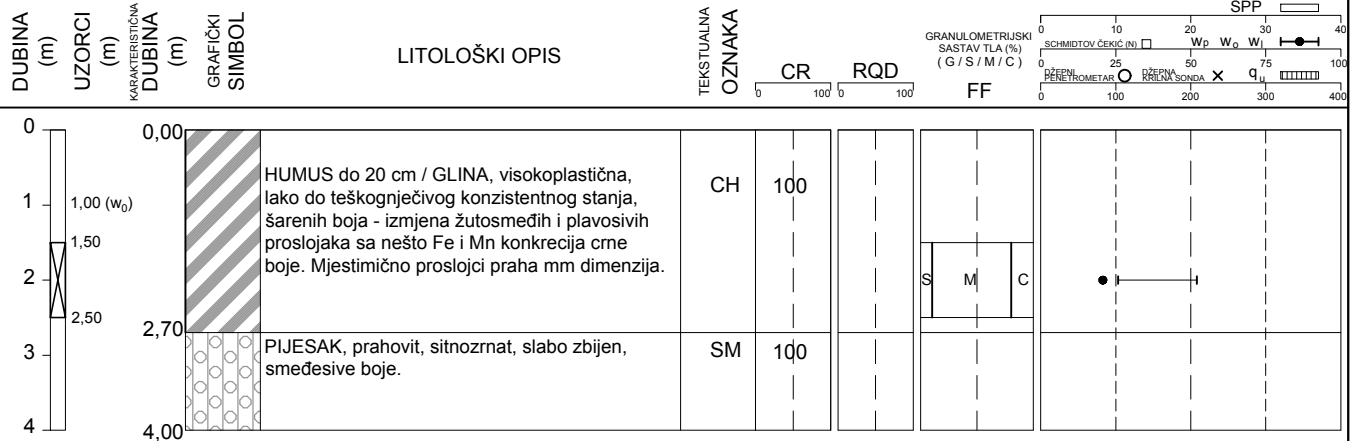 DUBINA
(m)
UZORCI
(m)
KARAKTERISTIČNA
DUBINA
(m)
GRAFIČKI
SIMBOL
LITOLOŠKI OPIS
TEKSTUALNA
OZNAKA
CR
0 100
RQD
0 100
GRANULOMETRIJSKI
SASTAV TLA (%)
( G / S / M / C )
FF
SPP
0 10 20 30 40
SCHMIDTOV ČEKIĆ (N) wP wo wl
0 25 50 75 100
DŽEPNI
PENETROMETAR
DŽEPNA
KRILNA SONDA
qu
0 100 200 300 400
0
0,00
HUMUS do 20 cm / GLINA, visokoplastična,
lako do teškognječivog konzistentnog stanja,
šarenih boja - izmjena žutosmeđih i plavosivih
proslojaka sa nešto Fe i Mn konkrecija crne
boje. Mjestimično proslojci praha mm dimenzija.
CH
100
1
1,00 (w0)
1,50
2
2,50
S M C
2,70
PIJESAK, prahovit, sitnozrnat, slabo zbijen,
smeđesive boje.
SM
100
3
4
4,00